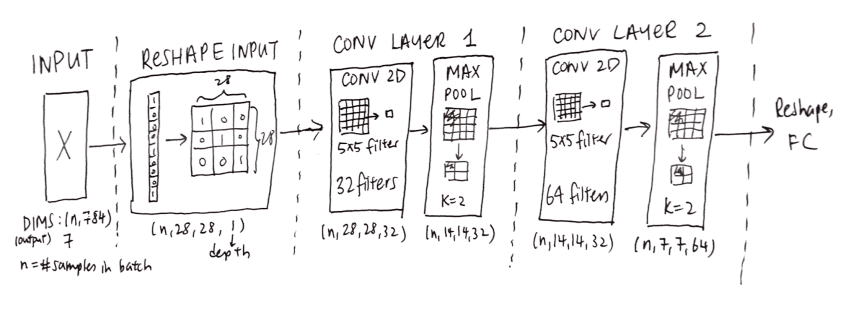 INPUT
X
DIMS: (n,784)
(output) 7
n = # samples in batch
RESHAPE INPUT
28
1 0 0
0 1 0
0 0 1
28
(n,28,28,1)
depth
CONV LAYER 1
CONV 2D
5x5 filter
32 filters
(n,28,28,32)
MAX
POOL
K=2
(n,14,14,32)
CONV LAYER 2
CONV 2D
5x5 filter
64 filters
(n,14,14,32)
MAX
POOL
K=2
(n,7,7,64)
Reshape,
FC